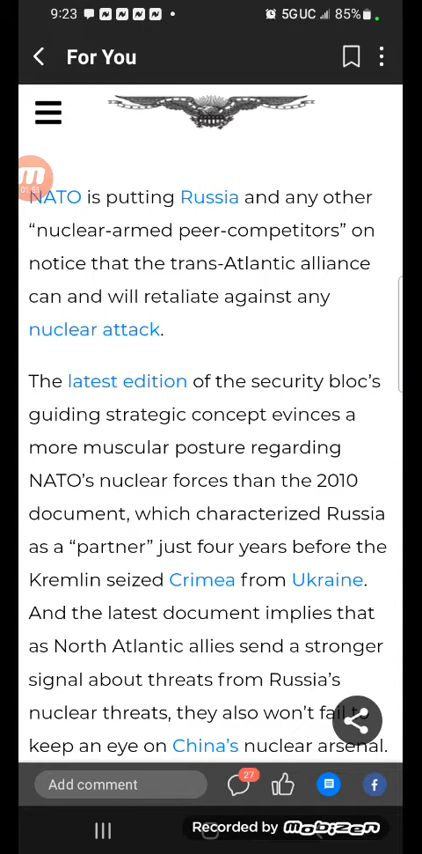 9:23
5GUC 85%
For You
01:51
NATO is putting Russia and any other
“nuclear-armed peer-competitors” on
notice that the trans-Atlantic alliance
can and will retaliate against any
nuclear attack.
The latest edition of the security bloc’s
guiding strategic concept evinces a
more muscular posture regarding
NATO’s nuclear forces than the 2010
document, which characterized Russia
as a “partner” just four years before the
Kremlin seized Crimea from Ukraine.
And the latest document implies that
as North Atlantic allies send a stronger
signal about threats from Russia’s
nuclear threats, they also won’t fail to
keep an eye on China’s nuclear arsenal.
Add comment
27
Recorded by Mobizen